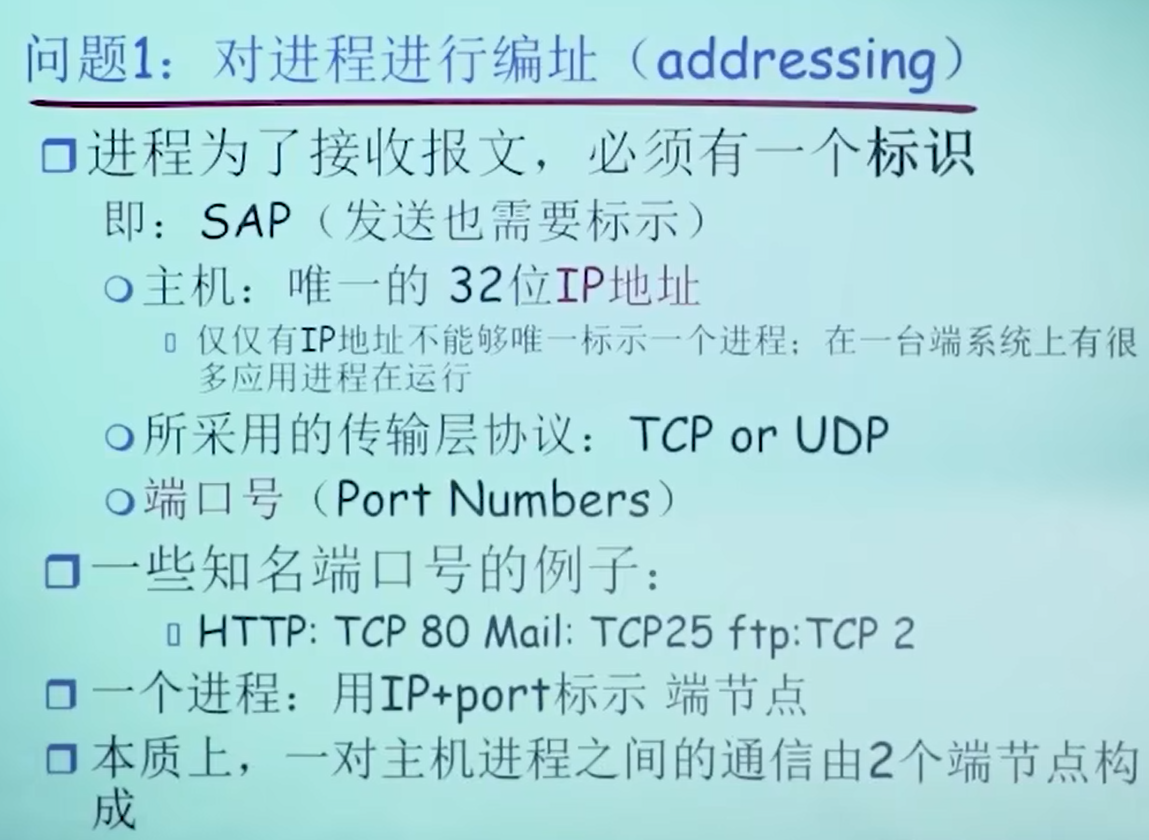 问题1：对进程进行编址（addressing）
进程为了接收报文，必须有一个标识
即：SAP（发送也需要标示）
主机：唯一的 32位IP地址
仅仅有IP地址不能够唯一标示一个进程；在一台端系统上有很
多应用进程在运行
所采用的传输层协议：TCP or UDP
端口号（Port Numbers）
一些知名端口号的例子：
HTTP: TCP 80 Mail: TCP25 ftp:TCP 2
一个进程：用IP+port标示 端节点
本质上，一对主机进程之间的通信由2个端节点构
成